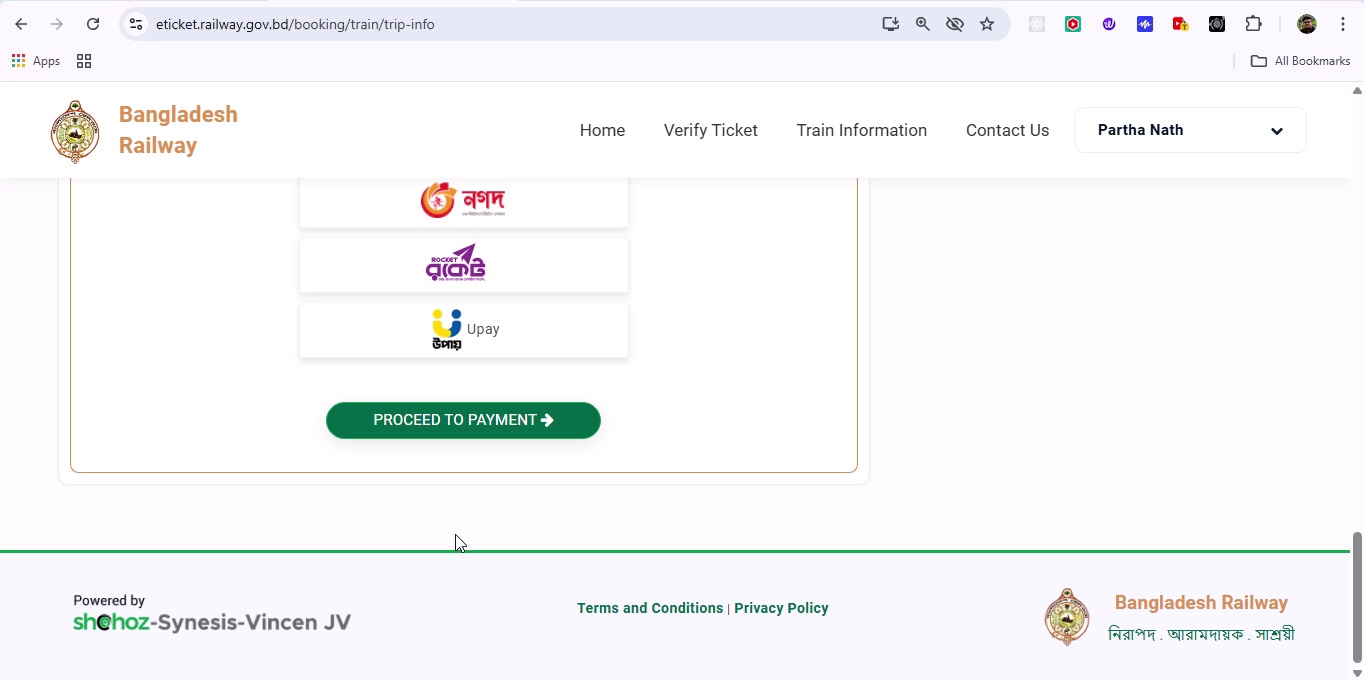 eticket.railway.gov.bd/booking/train/trip-info
Apps
All Bookmarks
Bangladesh
Railway
Home
Verify Ticket
Train Information
Contact Us
Partha Nath
নগদ
ROCKET
রকেট
উপায়
Upay
PROCEED TO PAYMENT
Powered by
shohoz-Synesis-Vincen JV
Terms and Conditions | Privacy Policy
Bangladesh Railway
নিরাপদ . আরামদায়ক . সাশ্রয়ী